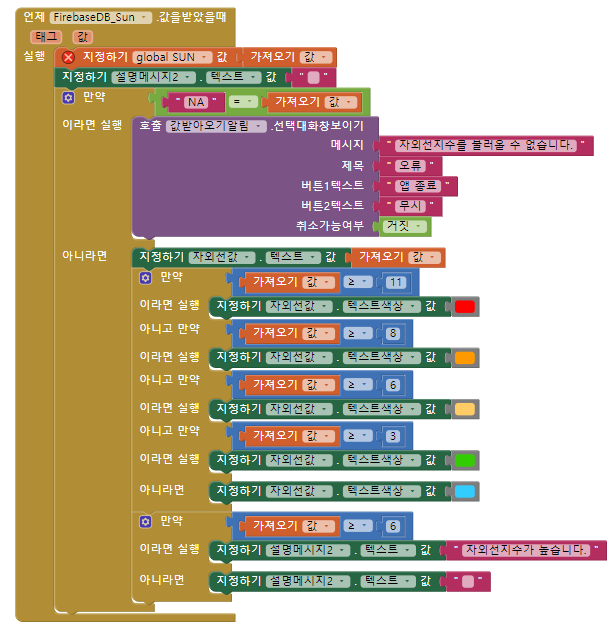 언제 FirebaseDB_Sun .값을받았을때
태그 값
실행 지정하기 global SUN 값 가져오기 값
지정하기 설명메시지2 . 텍스트 값 " "
만약 " NA " = 가져오기 값
이라면 실행 호출 값받아오기알림 .선택대화창보이기
메시지 " 자외선지수를 불러올 수 없습니다. "
제목 " 오류 "
버튼1텍스트 " 앱 종료 "
버튼2텍스트 " 무시 "
취소가능여부 거짓
아니라면 지정하기 자외선값 . 텍스트 값 가져오기 값
만약 가져오기 값 ≥ 11
이라면 실행 지정하기 자외선값 . 텍스트색상 값
아니고 만약 가져오기 값 ≥ 8
이라면 실행 지정하기 자외선값 . 텍스트색상 값
아니고 만약 가져오기 값 ≥ 6
이라면 실행 지정하기 자외선값 . 텍스트색상 값
아니고 만약 가져오기 값 ≥ 3
이라면 실행 지정하기 자외선값 . 텍스트색상 값
아니라면 지정하기 자외선값 . 텍스트색상 값
만약 가져오기 값 ≥ 6
이라면 실행 지정하기 설명메시지2 . 텍스트 값 " 자외선지수가 높습니다. "
아니라면 지정하기 설명메시지2 . 텍스트 값 " "